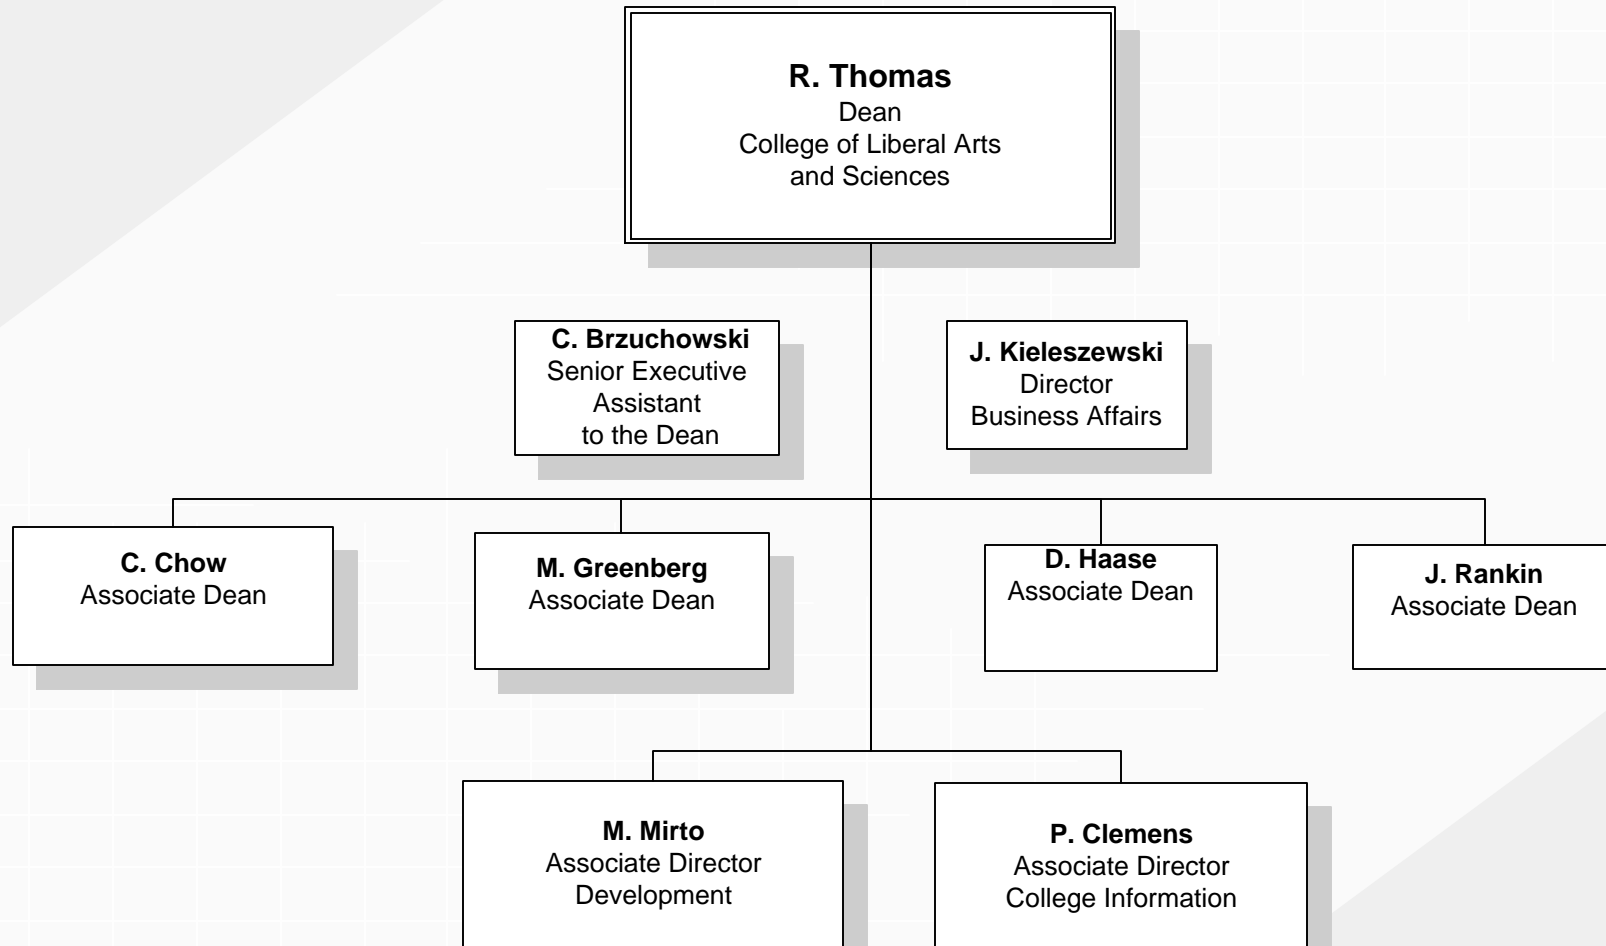 R. Thomas
Dean
College of Liberal Arts
and Sciences
C. Brzuchowski
Senior Executive
Assistant
to the Dean
J. Kieleszewski
Director
Business Affairs
C. Chow
Associate Dean
M. Greenberg
Associate Dean
D. Haase
Associate Dean
J. Rankin
Associate Dean
M. Mirto
Associate Director
Development
P. Clemens
Associate Director
College Information